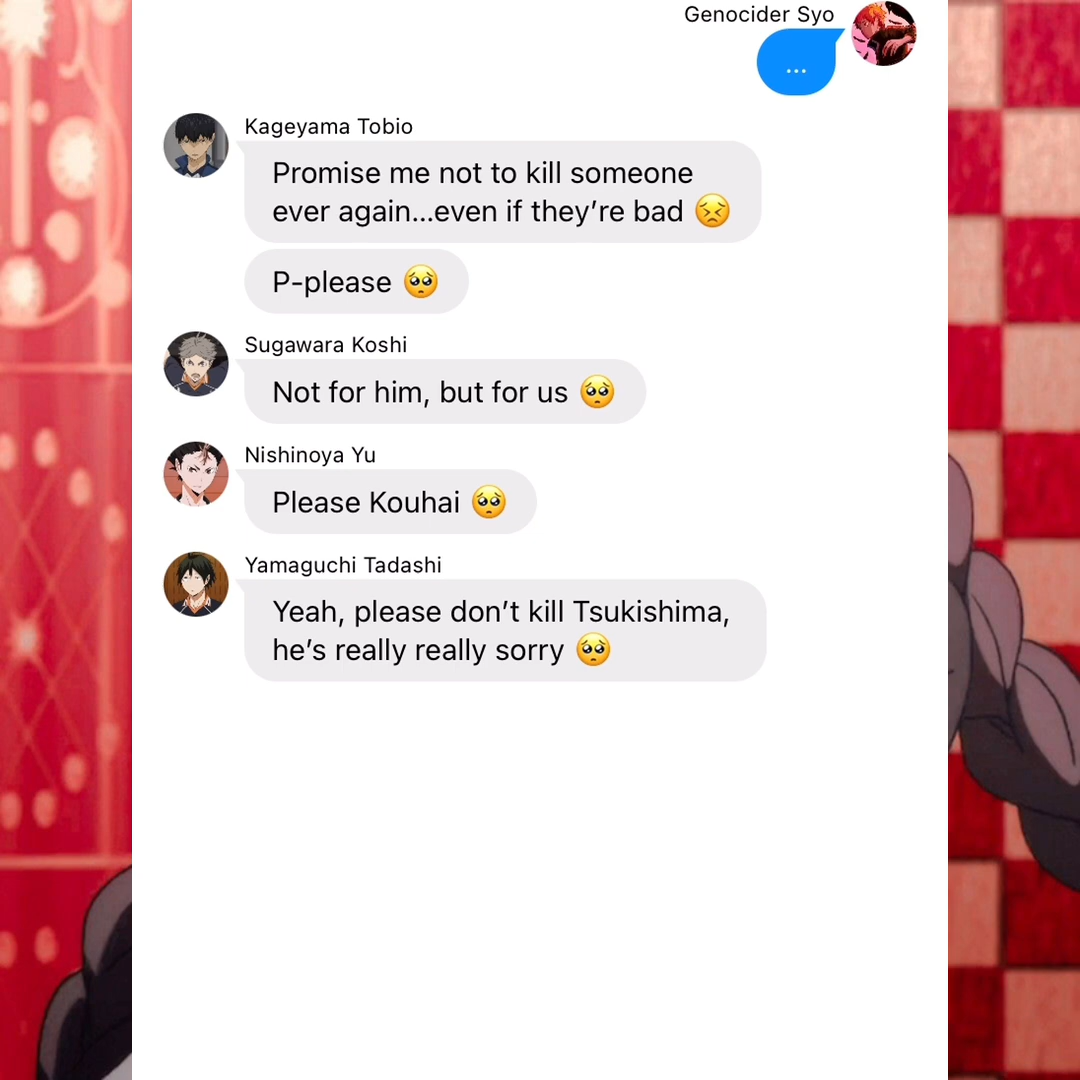 Genocider Syo
...
Kageyama Tobio
Promise me not to kill someone
ever again...even if they’re bad 😣
P-please 🥺
Sugawara Koshi
Not for him, but for us 🥺
Nishinoya Yu
Please Kouhai 🥺
Yamaguchi Tadashi
Yeah, please don’t kill Tsukishima,
he’s really really sorry 🥺